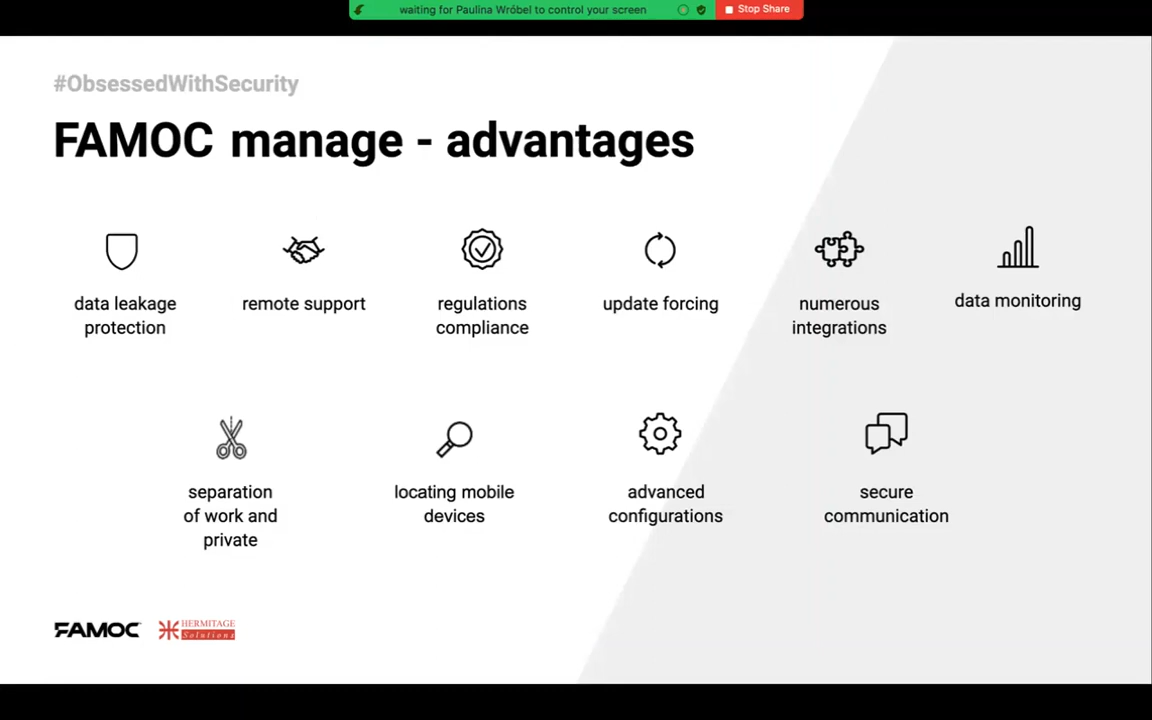 waiting for Paulina Wróbel to control your screen
Stop Share
#ObsessedWithSecurity
FAMOC manage - advantages
data leakage
protection
remote support
regulations
compliance
update forcing
numerous
integrations
data monitoring
separation
of work and
private
locating mobile
devices
advanced
configurations
secure
communication
FAMOC
HERMITAGE
Solutions